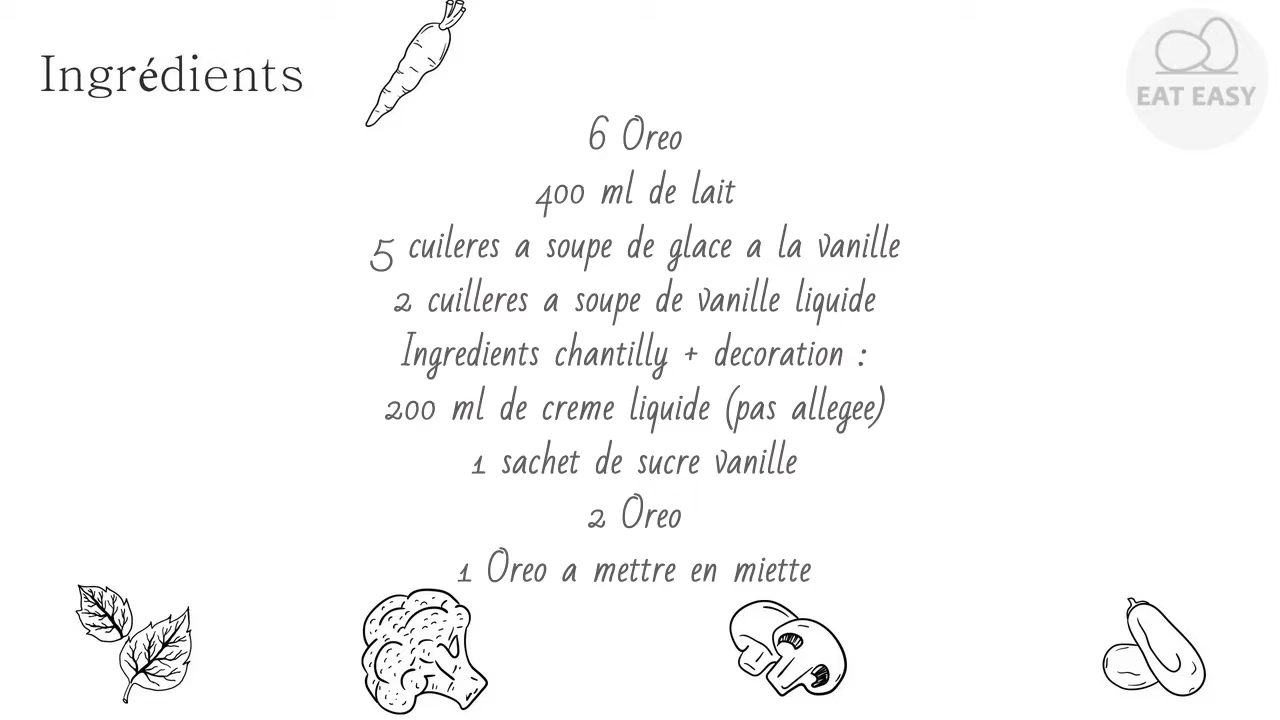 Ingrédients
EAT EASY
6 Oreo
400 ml de lait
5 cuileres a soupe de glace a la vanille
2 cuilleres a soupe de vanille liquide
Ingredients chantilly + decoration :
200 ml de creme liquide (pas allegee)
1 sachet de sucre vanille
2 Oreo
1 Oreo a mettre en miette